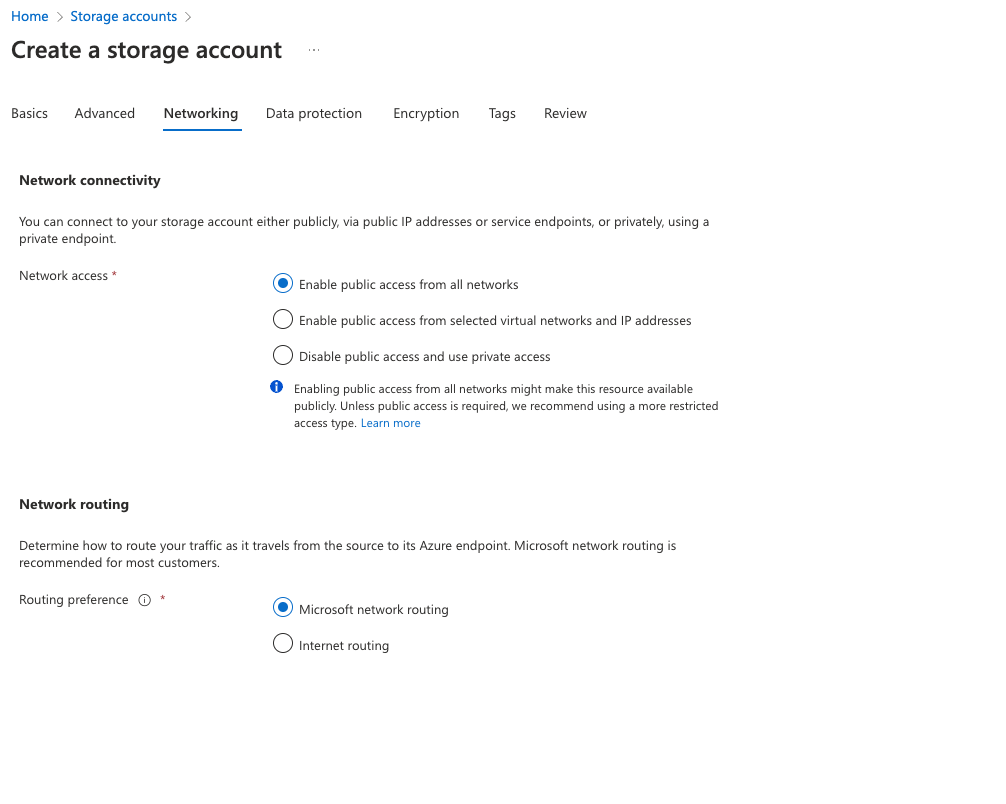 Home > Storage accounts >
Create a storage account ...
Basics Advanced Networking Data protection Encryption Tags Review
Network connectivity
You can connect to your storage account either publicly, via public IP addresses or service endpoints, or privately, using a
private endpoint.
Network access *
Enable public access from all networks
Enable public access from selected virtual networks and IP addresses
Disable public access and use private access
Enabling public access from all networks might make this resource available
publicly. Unless public access is required, we recommend using a more restricted
access type. Learn more
Network routing
Determine how to route your traffic as it travels from the source to its Azure endpoint. Microsoft network routing is
recommended for most customers.
Routing preference *
Microsoft network routing
Internet routing